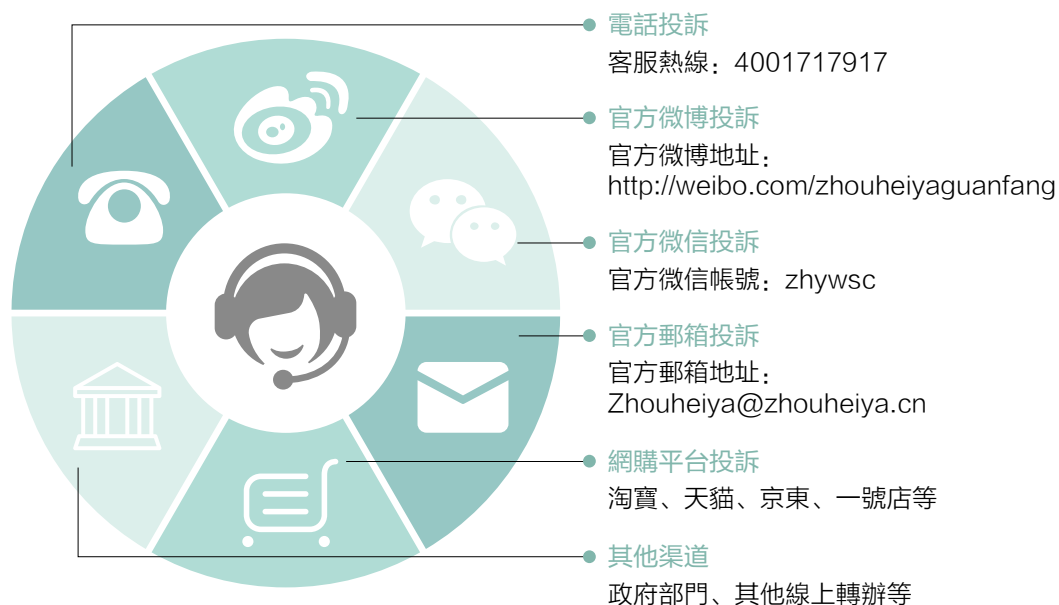 電話投訴
客服熱線：4001717917
官方微博投訴
官方微博地址：
http://weibo.com/zhouheiyaguanfang
官方微信投訴
官方微信帳號：zhywsc
官方郵箱投訴
官方郵箱地址：
Zhouheiya@zhouheiya.cn
網購平台投訴
淘寶、天貓、京東、一號店等
其他渠道
政府部門、其他線上轉辦等